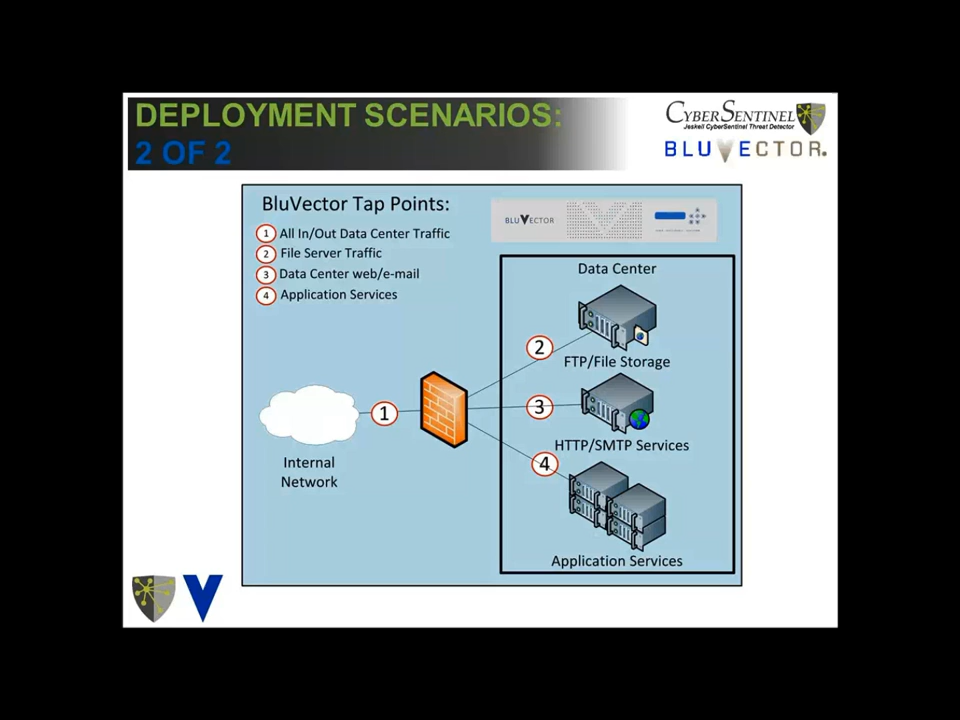 DEPLOYMENT SCENARIOS:
2 OF 2
CYBERSENTINEL
Jeskell CyberSentinel Threat Detector
BLUVECTOR.
BluVector Tap Points:
1 All In/Out Data Center Traffic
2 File Server Traffic
3 Data Center web/e-mail
4 Application Services
BLUVECTOR
Data Center
2
FTP/File Storage
1
3
HTTP/SMTP Services
Internal
Network
4
Application Services